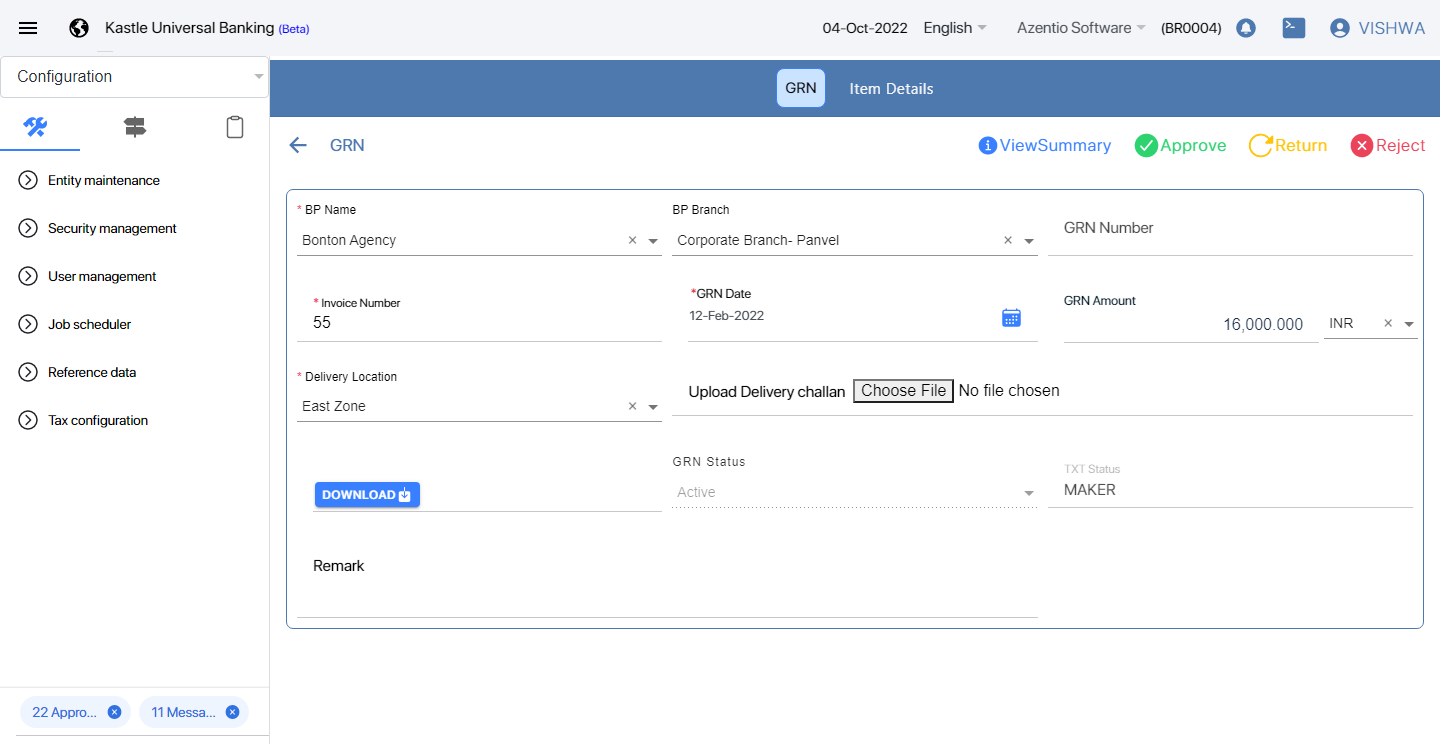 Kastle Universal Banking (Beta)
04-Oct-2022 English Azentio Software (BR0004) VISHWA
Configuration
Entity maintenance
Security management
User management
Job scheduler
Reference data
Tax configuration
22 Appro... 11 Messa...
GRN Item Details
GRN
ViewSummary Approve Return Reject
* BP Name
Bonton Agency
BP Branch
Corporate Branch- Panvel
GRN Number
* Invoice Number
55
*GRN Date
12-Feb-2022
GRN Amount
16,000.000 INR
* Delivery Location
East Zone
Upload Delivery challan Choose File No file chosen
DOWNLOAD
GRN Status
Active
TXT Status
MAKER
Remark